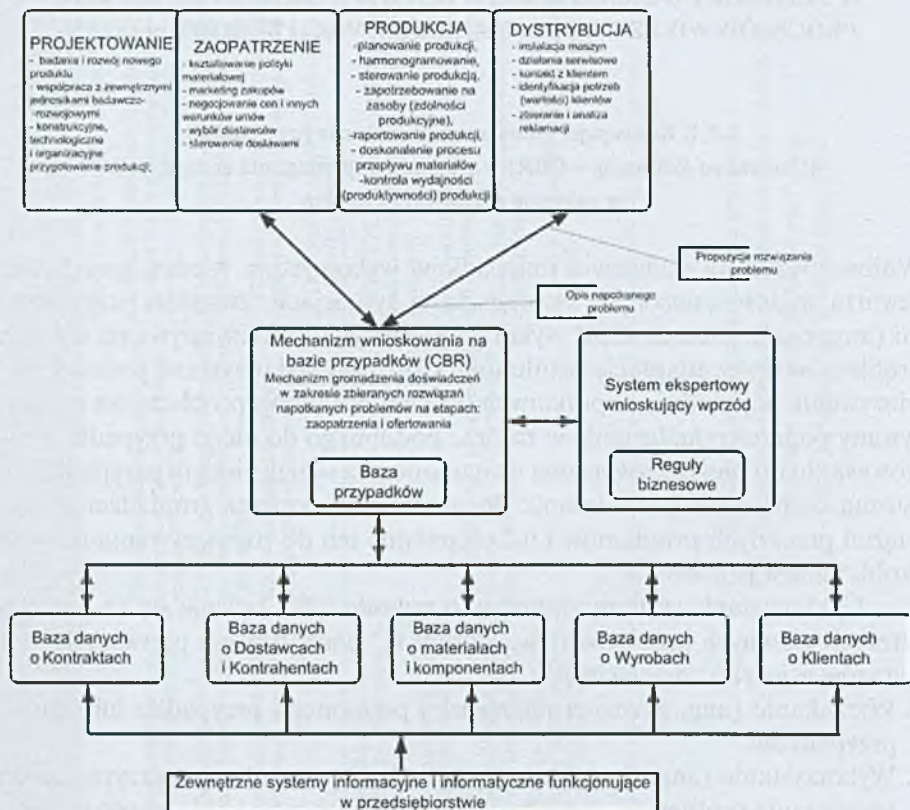 PROJEKTOWANIE
- badania i rozwój nowego
produktu
- współpraca z zewnętrznymi
jednostkami badawczo-
-rozwojowymi
- konstrukcyjne,
technologiczne
i organizacyjne
przygotowanie produkcji;
ZAOPATRZENIE
- kształtowanie polityki
materiałowej
- marketing zakupów
- negocjowanie cen i innych
warunków umów
- wybór dostawców
- sterowanie dostawami
PRODUKCJA
-planowanie produkcji,
- harmonogramowanie,
- sterowanie produkcją,
- zapotrzebowanie na
zasoby (zdolności
produkcyjne),
-raportowanie produkcji,
- doskonalenie procesu
przepływu materiałów
-kontrola wydajności
(produktywności) produkcji
DYSTRYBUCJA
- instalacja maszyn
- działania serwisowe
- kontakt z klientem
- identyfikacja potrzeb
(wartości) klientów
- zbieranie i analiza
reklamacji
Propozycje rozwiązania
problemu
Opis napotkanego
problemu
Mechanizm wnioskowania na
bazie przypadków (CBR)
Mechanizm gromadzenia doświadczeń
w zakresie zbieranych rozwiązań
napotkanych problemów na etapach:
zaopatrzenia i ofertowania
Baza
przypadków
System ekspertowy
wnioskujący wprzód
Reguły
biznesowe
Baza danych
o Kontraktach
Baza danych
o Dostawcach
i Kontrahentach
Baza danych
o materiałach
i komponentach
Baza danych
o Wyrobach
Baza danych
o Klientach
Zewnętrzne systemy informacyjne i informatyczne funkcjonujące
w przedsiębiorstwie